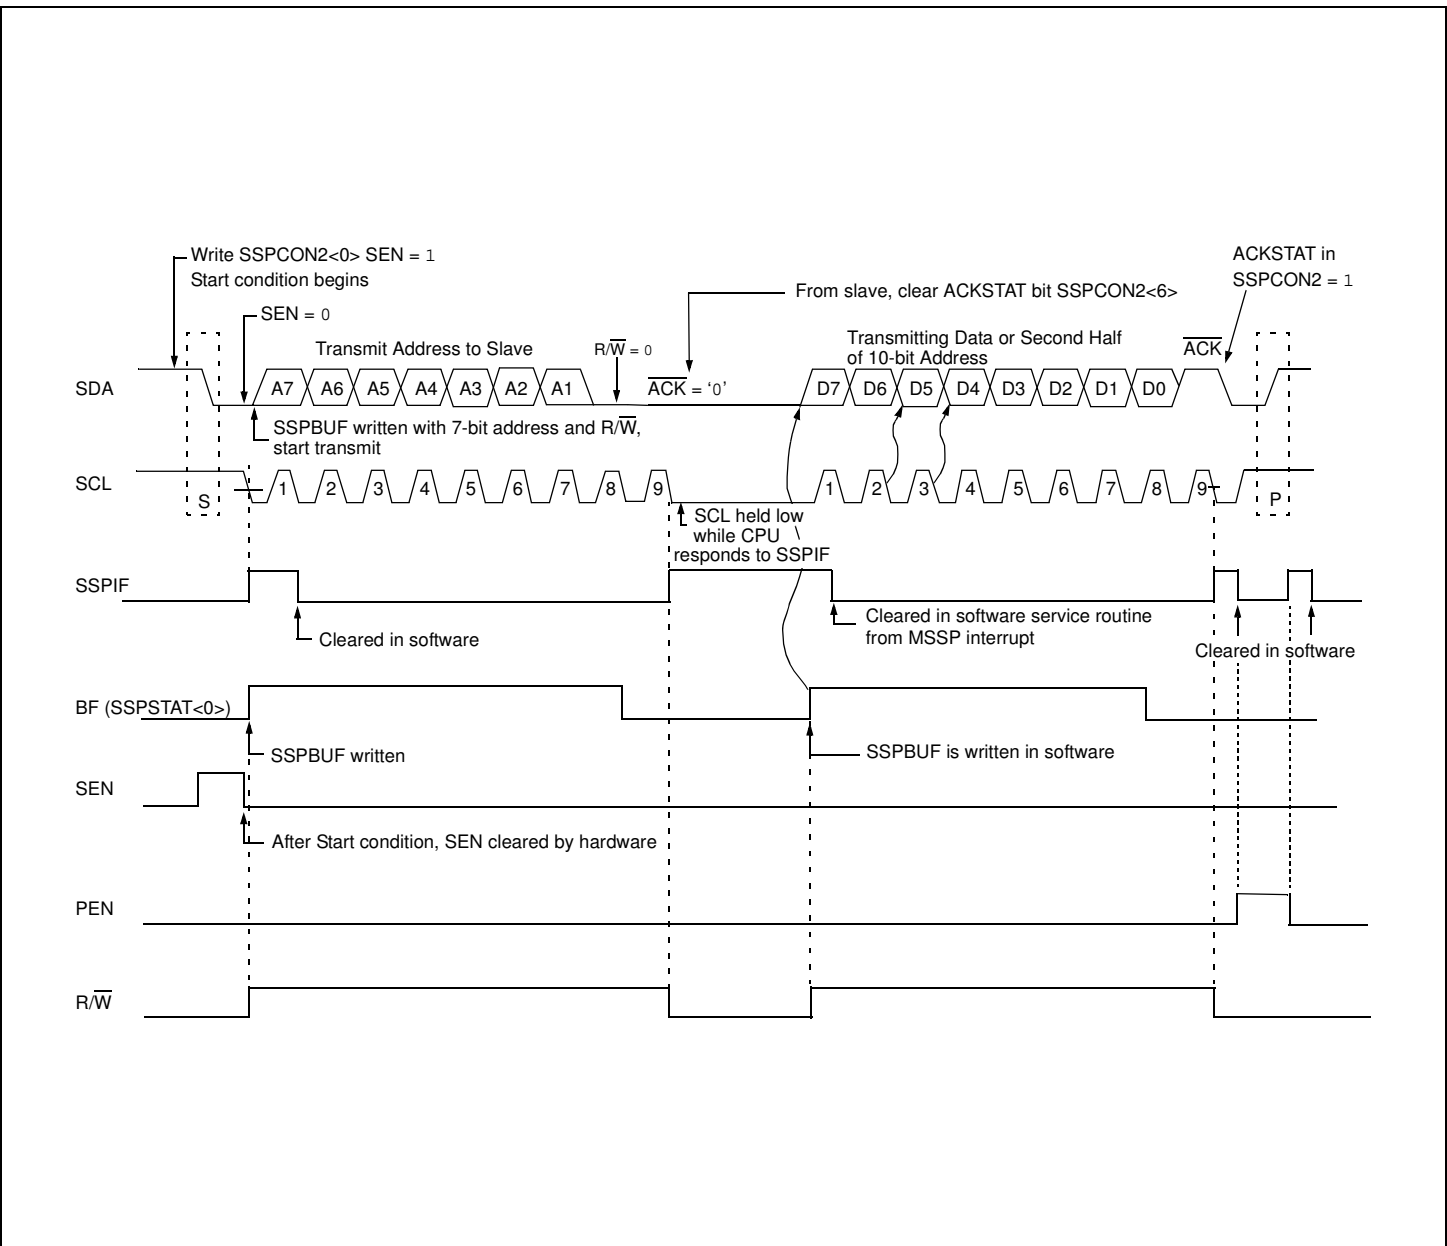 Write SSPCON2<0> SEN = 1
Start condition begins
ACKSTAT in
SSPCON2 = 1
From slave, clear ACKSTAT bit SSPCON2<6>
SEN = 0
Transmit Address to Slave
R/W̅ = 0
Transmitting Data or Second Half
of 10-bit Address
A̅C̅K̅
SDA
A7 A6 A5 A4 A3 A2 A1
A̅C̅K̅ = ‘0’
D7 D6 D5 D4 D3 D2 D1 D0
SSPBUF written with 7-bit address and R/W̅,
start transmit
SCL
S
1 2 3 4 5 6 7 8 9
1 2 3 4 5 6 7 8 9
P
SCL held low
while CPU
responds to SSPIF
SSPIF
Cleared in software
Cleared in software service routine
from MSSP interrupt
Cleared in software
BF (SSPSTAT<0>)
SSPBUF written
SSPBUF is written in software
SEN
After Start condition, SEN cleared by hardware
PEN
R/W̅